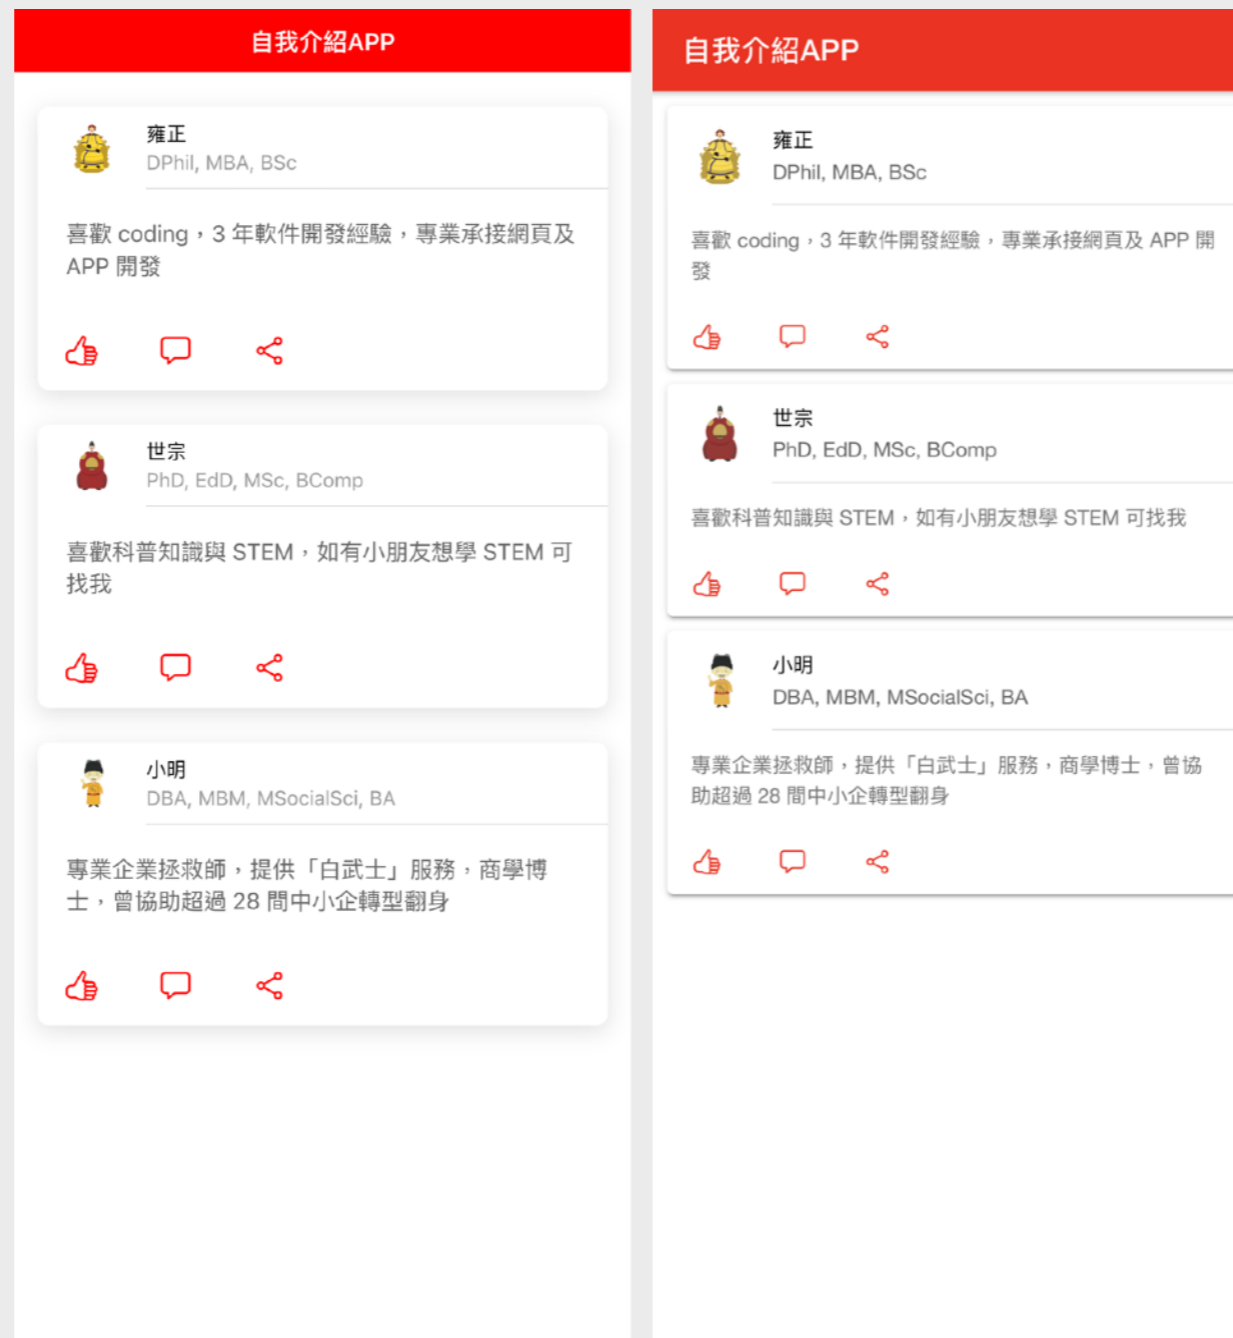 自我介紹APP
雍正
DPhil, MBA, BSc
喜歡 coding，3 年軟件開發經驗，專業承接網頁及
APP 開發
世宗
PhD, EdD, MSc, BComp
喜歡科普知識與 STEM，如有小朋友想學 STEM 可
找我
小明
DBA, MBM, MSocialSci, BA
專業企業拯救師，提供「白武士」服務，商學博
士，曾協助超過 28 間中小企轉型翻身
自我介紹APP
雍正
DPhil, MBA, BSc
喜歡 coding，3 年軟件開發經驗，專業承接網頁及 APP 開
發
世宗
PhD, EdD, MSc, BComp
喜歡科普知識與 STEM，如有小朋友想學 STEM 可找我
小明
DBA, MBM, MSocialSci, BA
專業企業拯救師，提供「白武士」服務，商學博士，曾協
助超過 28 間中小企轉型翻身